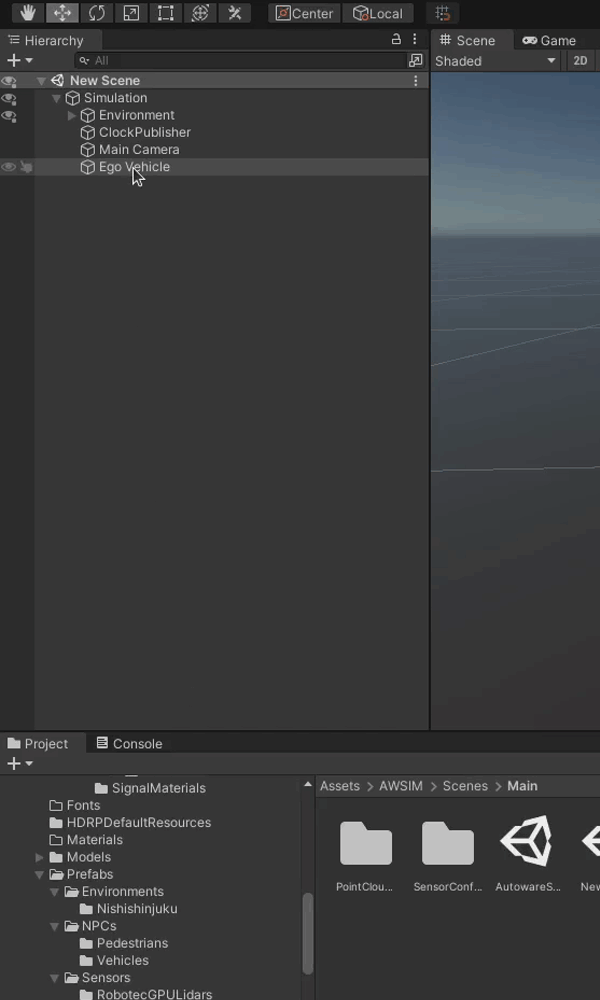 Center Local
Hierarchy
Scene Game
All
Shaded 2D
New Scene
Simulation
Environment
ClockPublisher
Main Camera
Ego Vehicle
Project Console
Assets > AWSIM > Scenes > Main
SignalMaterials
Fonts
HDRPDefaultResources
Materials
Models
Prefabs
Environments
Nishishinjuku
NPCs
Pedestrians
Vehicles
Sensors
RobotecGPULidars
PointClou... SensorConf... AutowareS... New